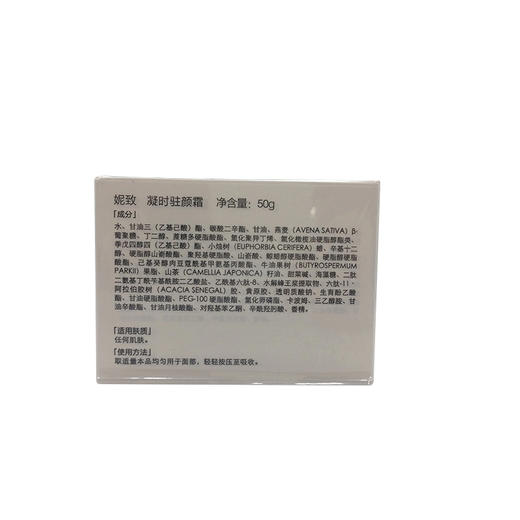 妮致 凝时驻颜霜 净含量：50g
「成分」
水、甘油三（乙基己酸）酯、碳酸二辛酯、甘油、燕麦（AVENA SATIVA）β-
葡聚糖、丁二醇、蔗糖多硬脂酸酯、氢化聚异丁烯、氢化橄榄油硬脂醇酯类、
季戊四醇四（乙基己酸）酯、小烛树（EUPHORBIA CERIFERA）蜡、辛基十二
醇、硬脂醇山嵛酸酯、聚羟基硬脂酸、山嵛酸、鲸蜡醇硬脂酸酯、硬脂醇硬脂
酸酯、己基癸醇肉豆蔻酰基甲氨基丙酸酯、牛油果树（BUTYROSPERMUM
PARKII）果脂、山茶（CAMELLIA JAPONICA）籽油、甜菜碱、海藻糖、二肽
二氨基丁酰苄基酰胺二乙酸盐、乙酰基六肽-8、水解蜂王浆提取物、六肽-11、
阿拉伯胶树（ACACIA SENEGAL）胶、黄原胶、透明质酸钠、生育酚乙酸
酯、甘油硬脂酸酯、PEG-100 硬脂酸酯、氢化卵磷脂、卡波姆、三乙醇胺、甘
油辛酸酯、甘油月桂酸酯、对羟基苯乙酮、辛酰羟肟酸、香精。
「适用肤质」
任何肌肤。
「使用方法」
取适量本品均匀用于面部，轻轻按压至吸收。